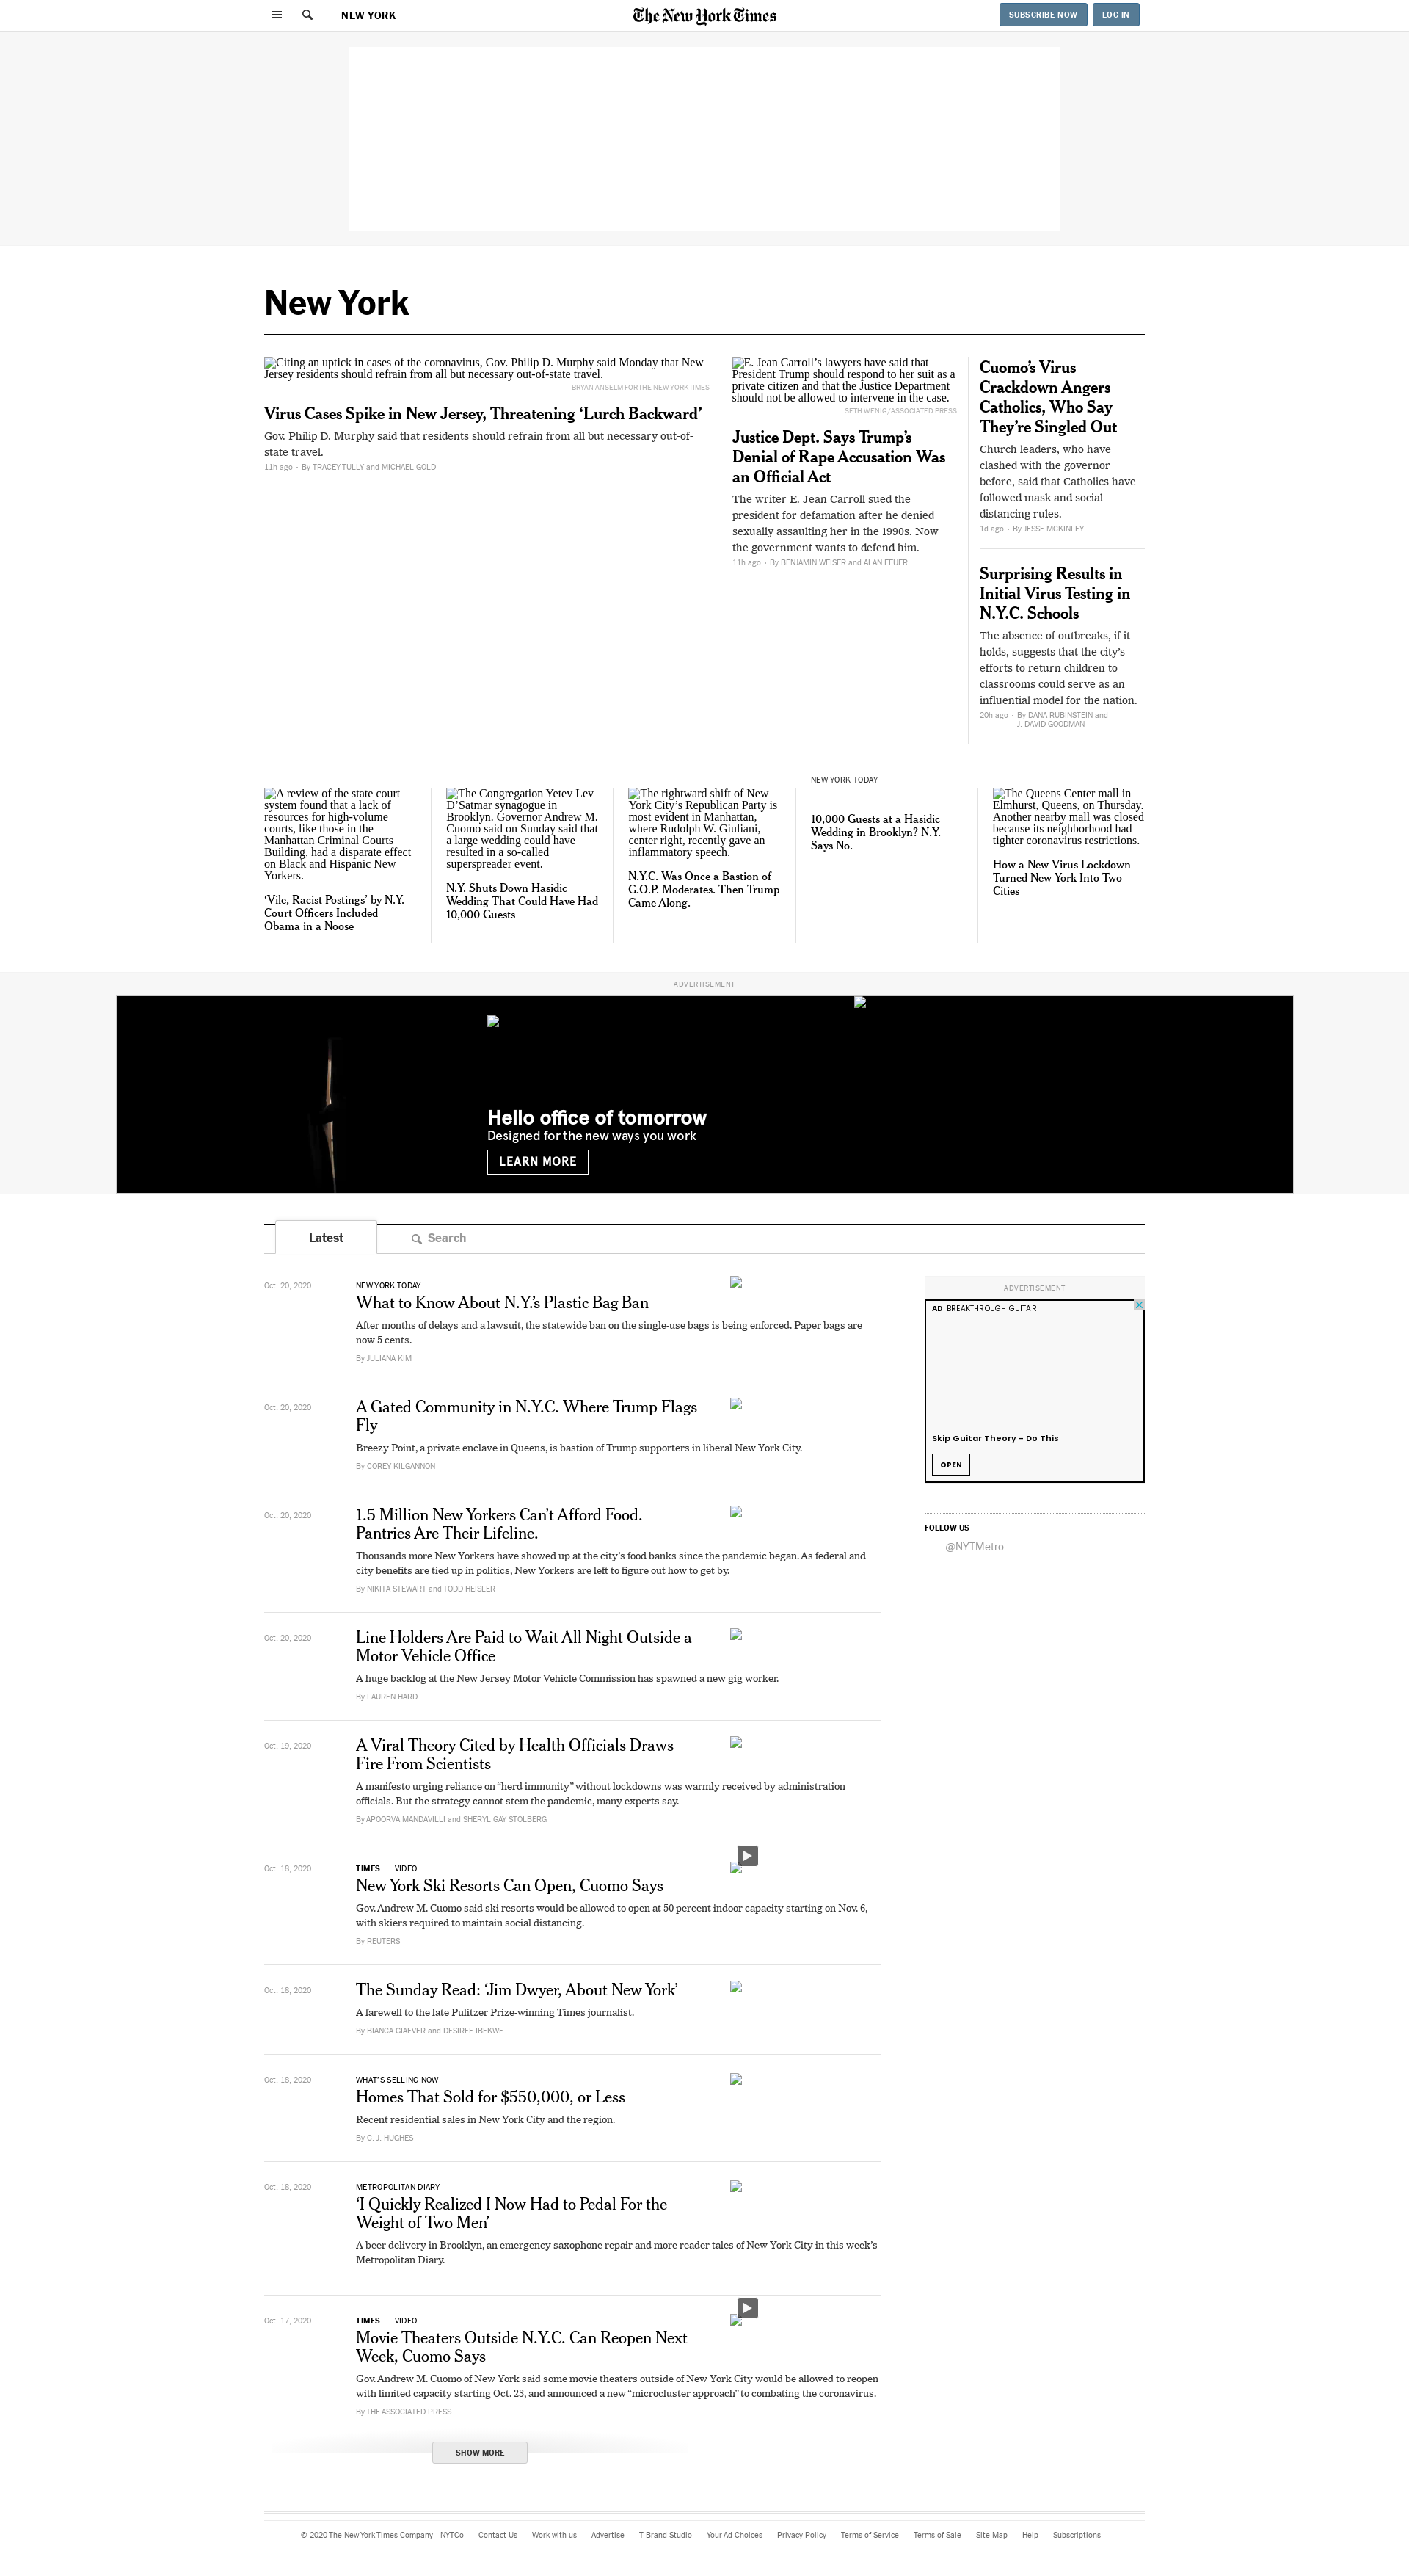 NEW YORK
The New York Times
SUBSCRIBE NOW
LOG IN
New York
Citing an uptick in cases of the coronavirus, Gov. Philip D. Murphy said Monday that New
Jersey residents should refrain from all but necessary out-of-state travel.
BRYAN ANSELM FOR THE NEW YORK TIMES
Virus Cases Spike in New Jersey, Threatening ‘Lurch Backward’
Gov. Philip D. Murphy said that residents should refrain from all but necessary out-of-
state travel.
11h ago • By TRACEY TULLY and MICHAEL GOLD
E. Jean Carroll’s lawyers have said that
President Trump should respond to her suit as a
private citizen and that the Justice Department
should not be allowed to intervene in the case.
SETH WENIG/ASSOCIATED PRESS
Justice Dept. Says Trump’s
Denial of Rape Accusation Was
an Official Act
The writer E. Jean Carroll sued the
president for defamation after he denied
sexually assaulting her in the 1990s. Now
the government wants to defend him.
11h ago • By BENJAMIN WEISER and ALAN FEUER
Cuomo’s Virus
Crackdown Angers
Catholics, Who Say
They’re Singled Out
Church leaders, who have
clashed with the governor
before, said that Catholics have
followed mask and social-
distancing rules.
1d ago • By JESSE MCKINLEY
Surprising Results in
Initial Virus Testing in
N.Y.C. Schools
The absence of outbreaks, if it
holds, suggests that the city’s
efforts to return children to
classrooms could serve as an
influential model for the nation.
20h ago • By DANA RUBINSTEIN and
J. DAVID GOODMAN
A review of the state court
system found that a lack of
resources for high-volume
courts, like those in the
Manhattan Criminal Courts
Building, had a disparate effect
on Black and Hispanic New
Yorkers.
‘Vile, Racist Postings’ by N.Y.
Court Officers Included
Obama in a Noose
The Congregation Yetev Lev
D’Satmar synagogue in
Brooklyn. Governor Andrew M.
Cuomo said on Sunday said that
a large wedding could have
resulted in a so-called
superspreader event.
N.Y. Shuts Down Hasidic
Wedding That Could Have Had
10,000 Guests
The rightward shift of New
York City’s Republican Party is
most evident in Manhattan,
where Rudolph W. Giuliani,
center right, recently gave an
inflammatory speech.
N.Y.C. Was Once a Bastion of
G.O.P. Moderates. Then Trump
Came Along.
NEW YORK TODAY
10,000 Guests at a Hasidic
Wedding in Brooklyn? N.Y.
Says No.
The Queens Center mall in
Elmhurst, Queens, on Thursday.
Another nearby mall was closed
because its neighborhood had
tighter coronavirus restrictions.
How a New Virus Lockdown
Turned New York Into Two
Cities
ADVERTISEMENT
Hello office of tomorrow
Designed for the new ways you work
LEARN MORE
Latest
Search
Oct. 20, 2020
NEW YORK TODAY
What to Know About N.Y.’s Plastic Bag Ban
After months of delays and a lawsuit, the statewide ban on the single-use bags is being enforced. Paper bags are
now 5 cents.
By JULIANA KIM
Oct. 20, 2020
A Gated Community in N.Y.C. Where Trump Flags
Fly
Breezy Point, a private enclave in Queens, is bastion of Trump supporters in liberal New York City.
By COREY KILGANNON
Oct. 20, 2020
1.5 Million New Yorkers Can’t Afford Food.
Pantries Are Their Lifeline.
Thousands more New Yorkers have showed up at the city’s food banks since the pandemic began. As federal and
city benefits are tied up in politics, New Yorkers are left to figure out how to get by.
By NIKITA STEWART and TODD HEISLER
Oct. 20, 2020
Line Holders Are Paid to Wait All Night Outside a
Motor Vehicle Office
A huge backlog at the New Jersey Motor Vehicle Commission has spawned a new gig worker.
By LAUREN HARD
Oct. 19, 2020
A Viral Theory Cited by Health Officials Draws
Fire From Scientists
A manifesto urging reliance on “herd immunity” without lockdowns was warmly received by administration
officials. But the strategy cannot stem the pandemic, many experts say.
By APOORVA MANDAVILLI and SHERYL GAY STOLBERG
Oct. 18, 2020
TIMES | VIDEO
New York Ski Resorts Can Open, Cuomo Says
Gov. Andrew M. Cuomo said ski resorts would be allowed to open at 50 percent indoor capacity starting on Nov. 6,
with skiers required to maintain social distancing.
By REUTERS
Oct. 18, 2020
The Sunday Read: ‘Jim Dwyer, About New York’
A farewell to the late Pulitzer Prize-winning Times journalist.
By BIANCA GIAEVER and DESIREE IBEKWE
Oct. 18, 2020
WHAT’S SELLING NOW
Homes That Sold for $550,000, or Less
Recent residential sales in New York City and the region.
By C. J. HUGHES
Oct. 18, 2020
METROPOLITAN DIARY
‘I Quickly Realized I Now Had to Pedal For the
Weight of Two Men’
A beer delivery in Brooklyn, an emergency saxophone repair and more reader tales of New York City in this week’s
Metropolitan Diary.
Oct. 17, 2020
TIMES | VIDEO
Movie Theaters Outside N.Y.C. Can Reopen Next
Week, Cuomo Says
Gov. Andrew M. Cuomo of New York said some movie theaters outside of New York City would be allowed to reopen
with limited capacity starting Oct. 23, and announced a new “microcluster approach” to combating the coronavirus.
By THE ASSOCIATED PRESS
SHOW MORE
ADVERTISEMENT
AD BREAKTHROUGH GUITAR
Skip Guitar Theory - Do This
OPEN
FOLLOW US
@NYTMetro
© 2020 The New York Times Company NYTCo Contact Us Work with us Advertise T Brand Studio Your Ad Choices Privacy Policy Terms of Service Terms of Sale Site Map Help Subscriptions